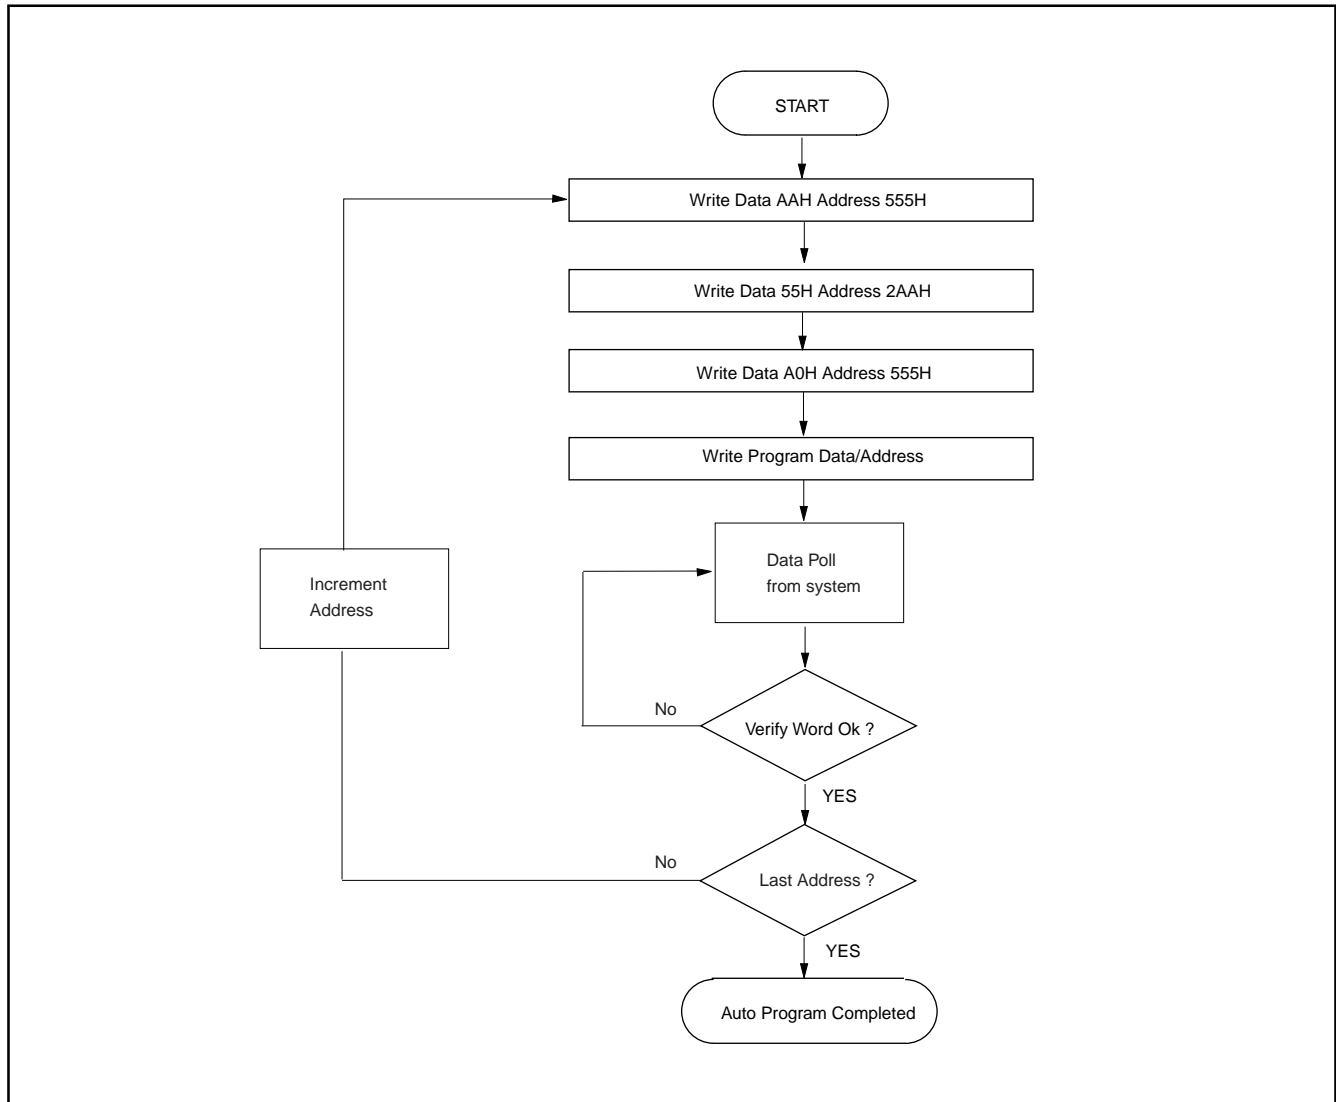 START
Write Data AAH Address 555H
Write Data 55H Address 2AAH
Write Data A0H Address 555H
Write Program Data/Address
Data Poll
from system
Increment
Address
No
Verify Word Ok ?
YES
No
Last Address ?
YES
Auto Program Completed